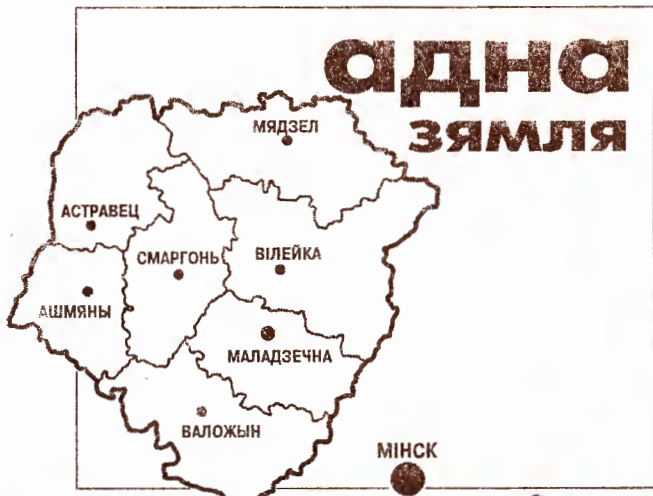 адна
зямля
МЯДЗЕЛ
АСТРАВЕЦ
СМАРГОНЬ
ВІЛЕЙКА
АШМЯНЫ
МАЛАДЗЕЧНА
ВАЛОЖЫН
МІНСК